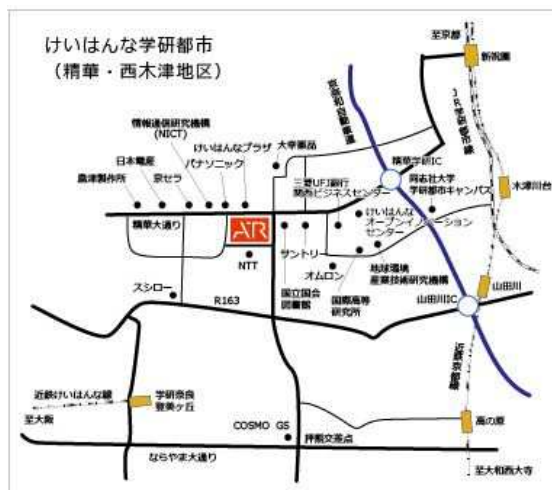 けいはんな学研都市
（精華・西木津地区）
至京都
新祝園
京奈和自動車道
JR学研都市線
情報通信研究機構
(NICT)
けいはんなプラザ
大幸薬品
日本電産
パナソニック
島津製作所
京セラ
精華学研IC
三菱UFJ銀行
関西ビジネスセンター
同志社大学
学研都市キャンパス
木津川台
精華大通り
ATR
けいはんな
オープンイノベーション
センター
サントリー
NTT
オムロン
地球環境
産業技術研究機構
スシロー
R163
国立国会
図書館
国際高等
研究所
山田川
山田川IC
近鉄京都線
近鉄けいはんな線
学研奈良
登美ヶ丘
至大阪
COSMO GS
押熊交差点
高の原
ならやま大通り
至大和西大寺